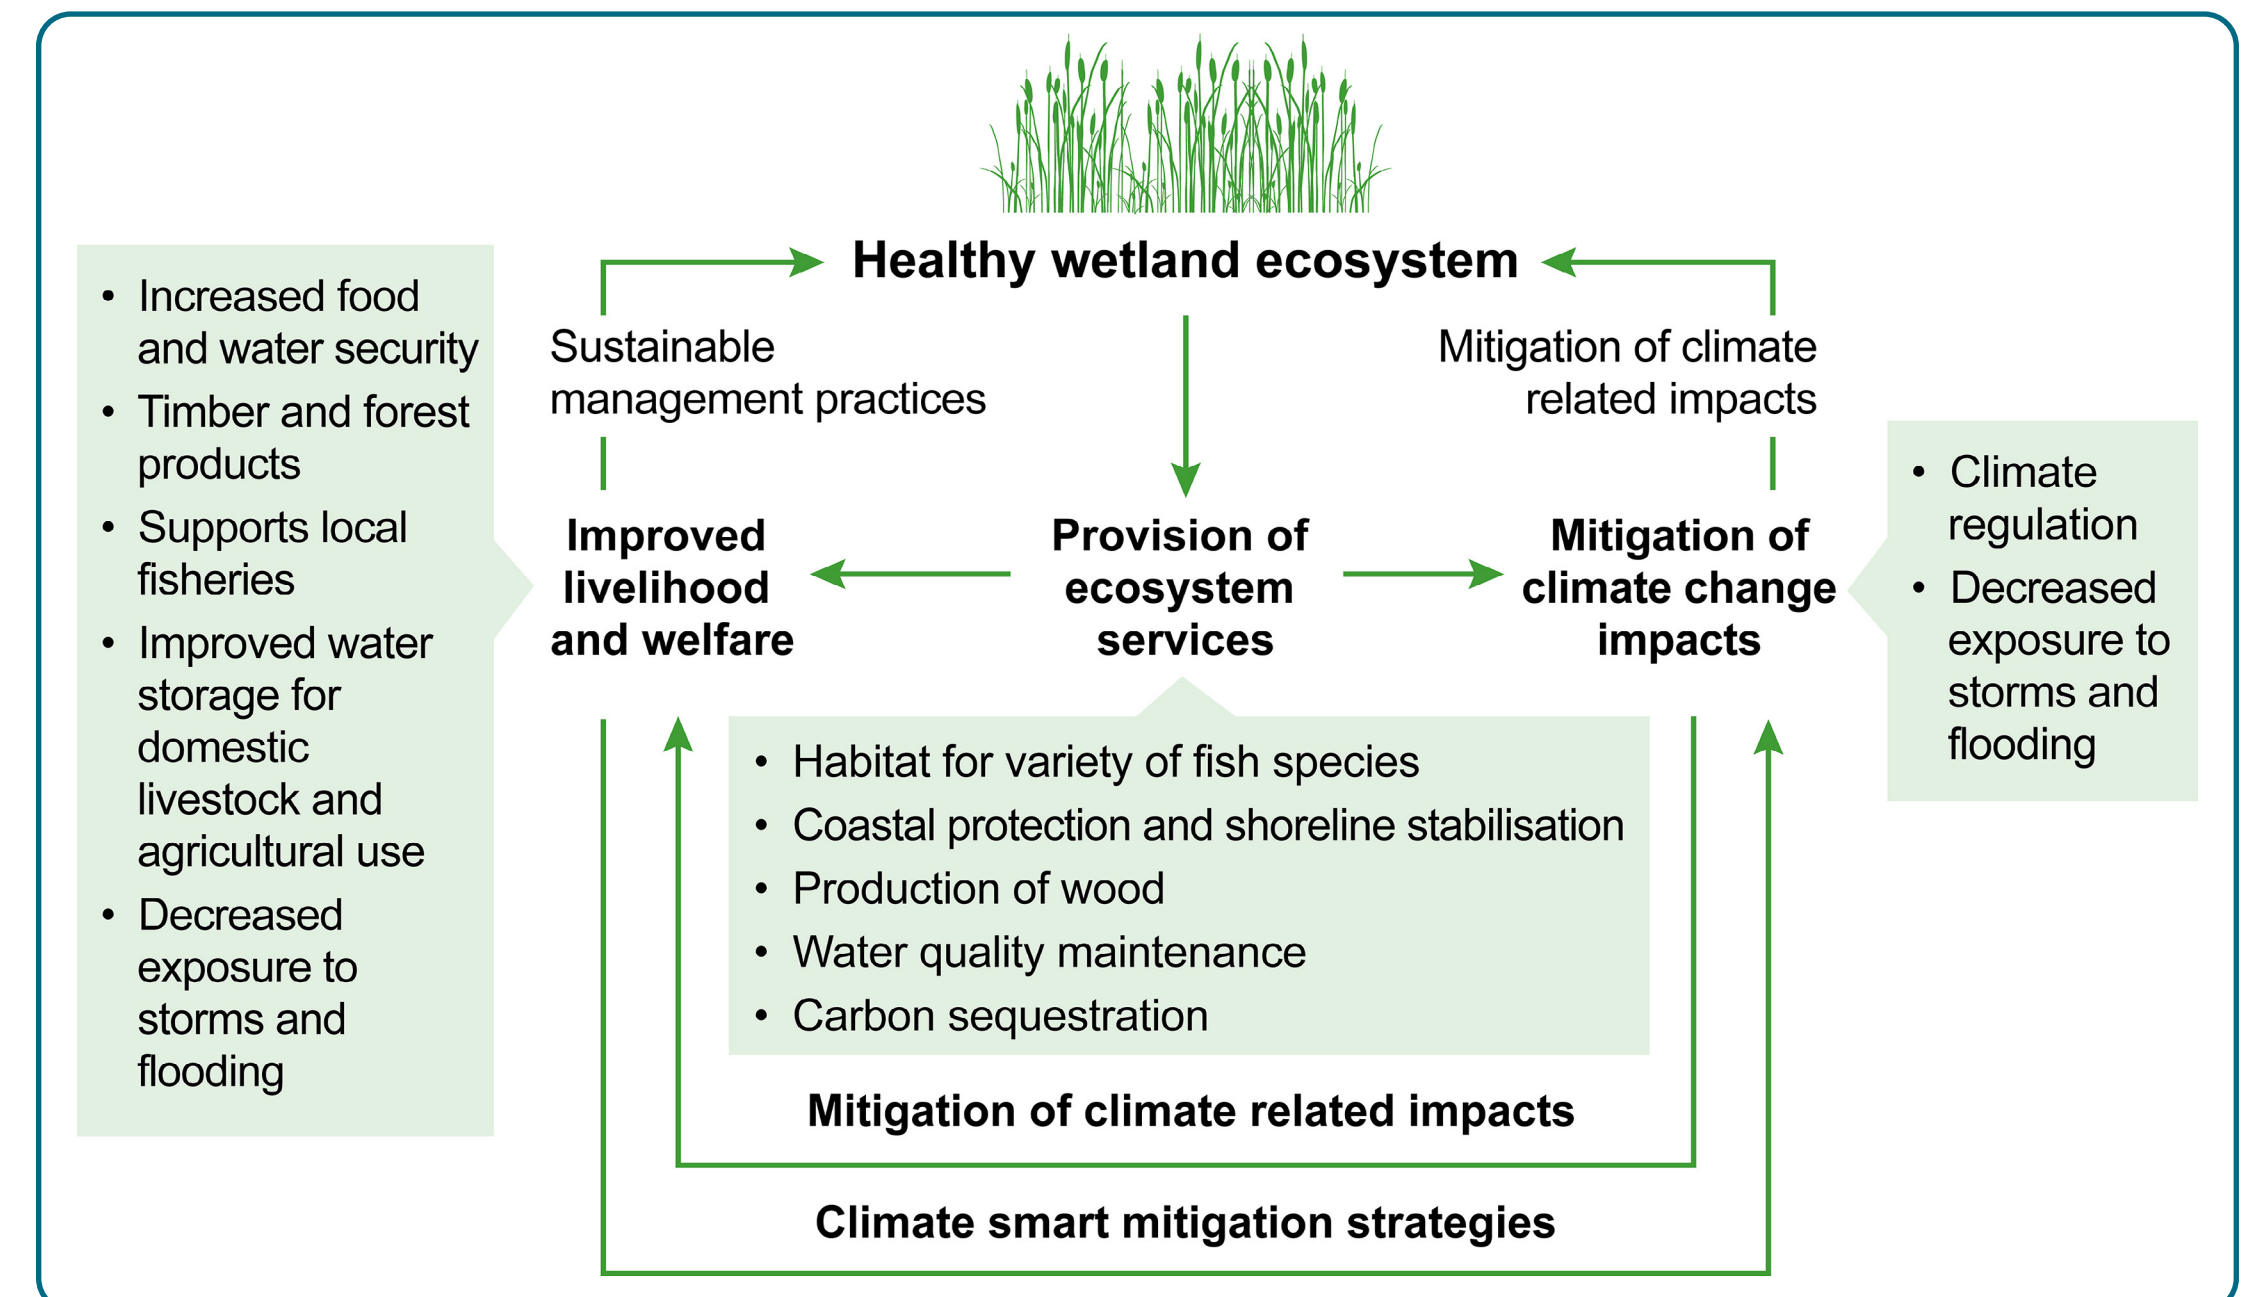 Healthy wetland ecosystem
• Increased food
and water security
• Timber and forest
products
• Supports local
fisheries
• Improved water
storage for
domestic
livestock and
agricultural use
• Decreased
exposure to
storms and
flooding
Sustainable
management practices
Mitigation of climate
related impacts
Improved
livelihood
and welfare
Provision of
ecosystem
services
Mitigation of
climate change
impacts
• Climate
regulation
• Decreased
exposure to
storms and
flooding
• Habitat for variety of fish species
• Coastal protection and shoreline stabilisation
• Production of wood
• Water quality maintenance
• Carbon sequestration
Mitigation of climate related impacts
Climate smart mitigation strategies